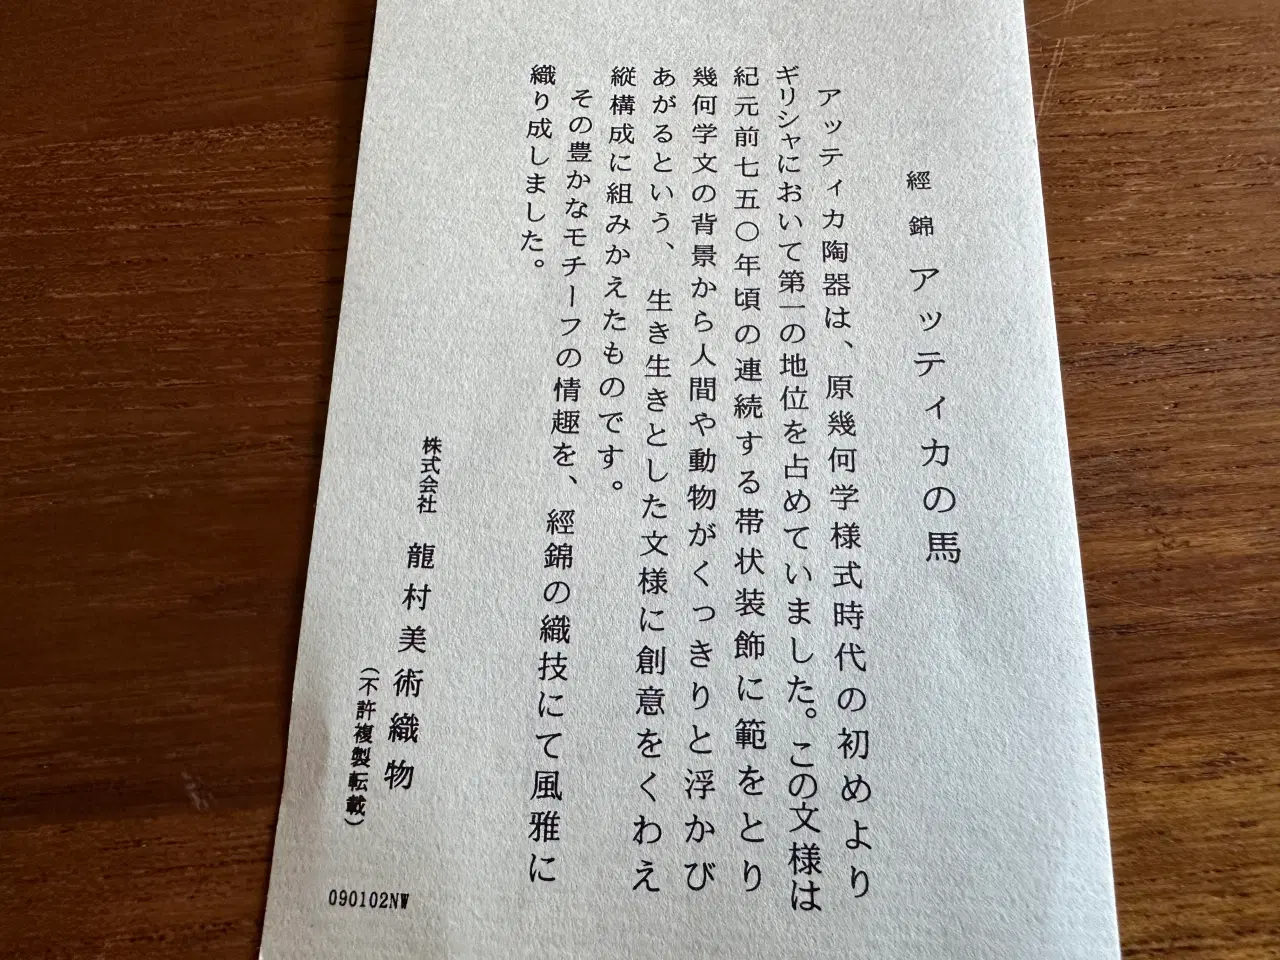 經錦 アッティカの馬
アッティカ陶器は、原幾何学様式時代の初めより
ギリシャにおいて第一の地位を占めていました。この文様は
紀元前七五〇年頃の連続する帯状装飾に範をとり
幾何学文の背景から人間や動物がくっきりと浮かび
あがるという、生き生きとした文様に創意をくわえ
縦構成に組みかえたものです。
その豊かなモチーフの情趣を、經錦の織技にて風雅に
織り成しました。
株式会社 龍村美術織物
(不許複製転載)
090102NW